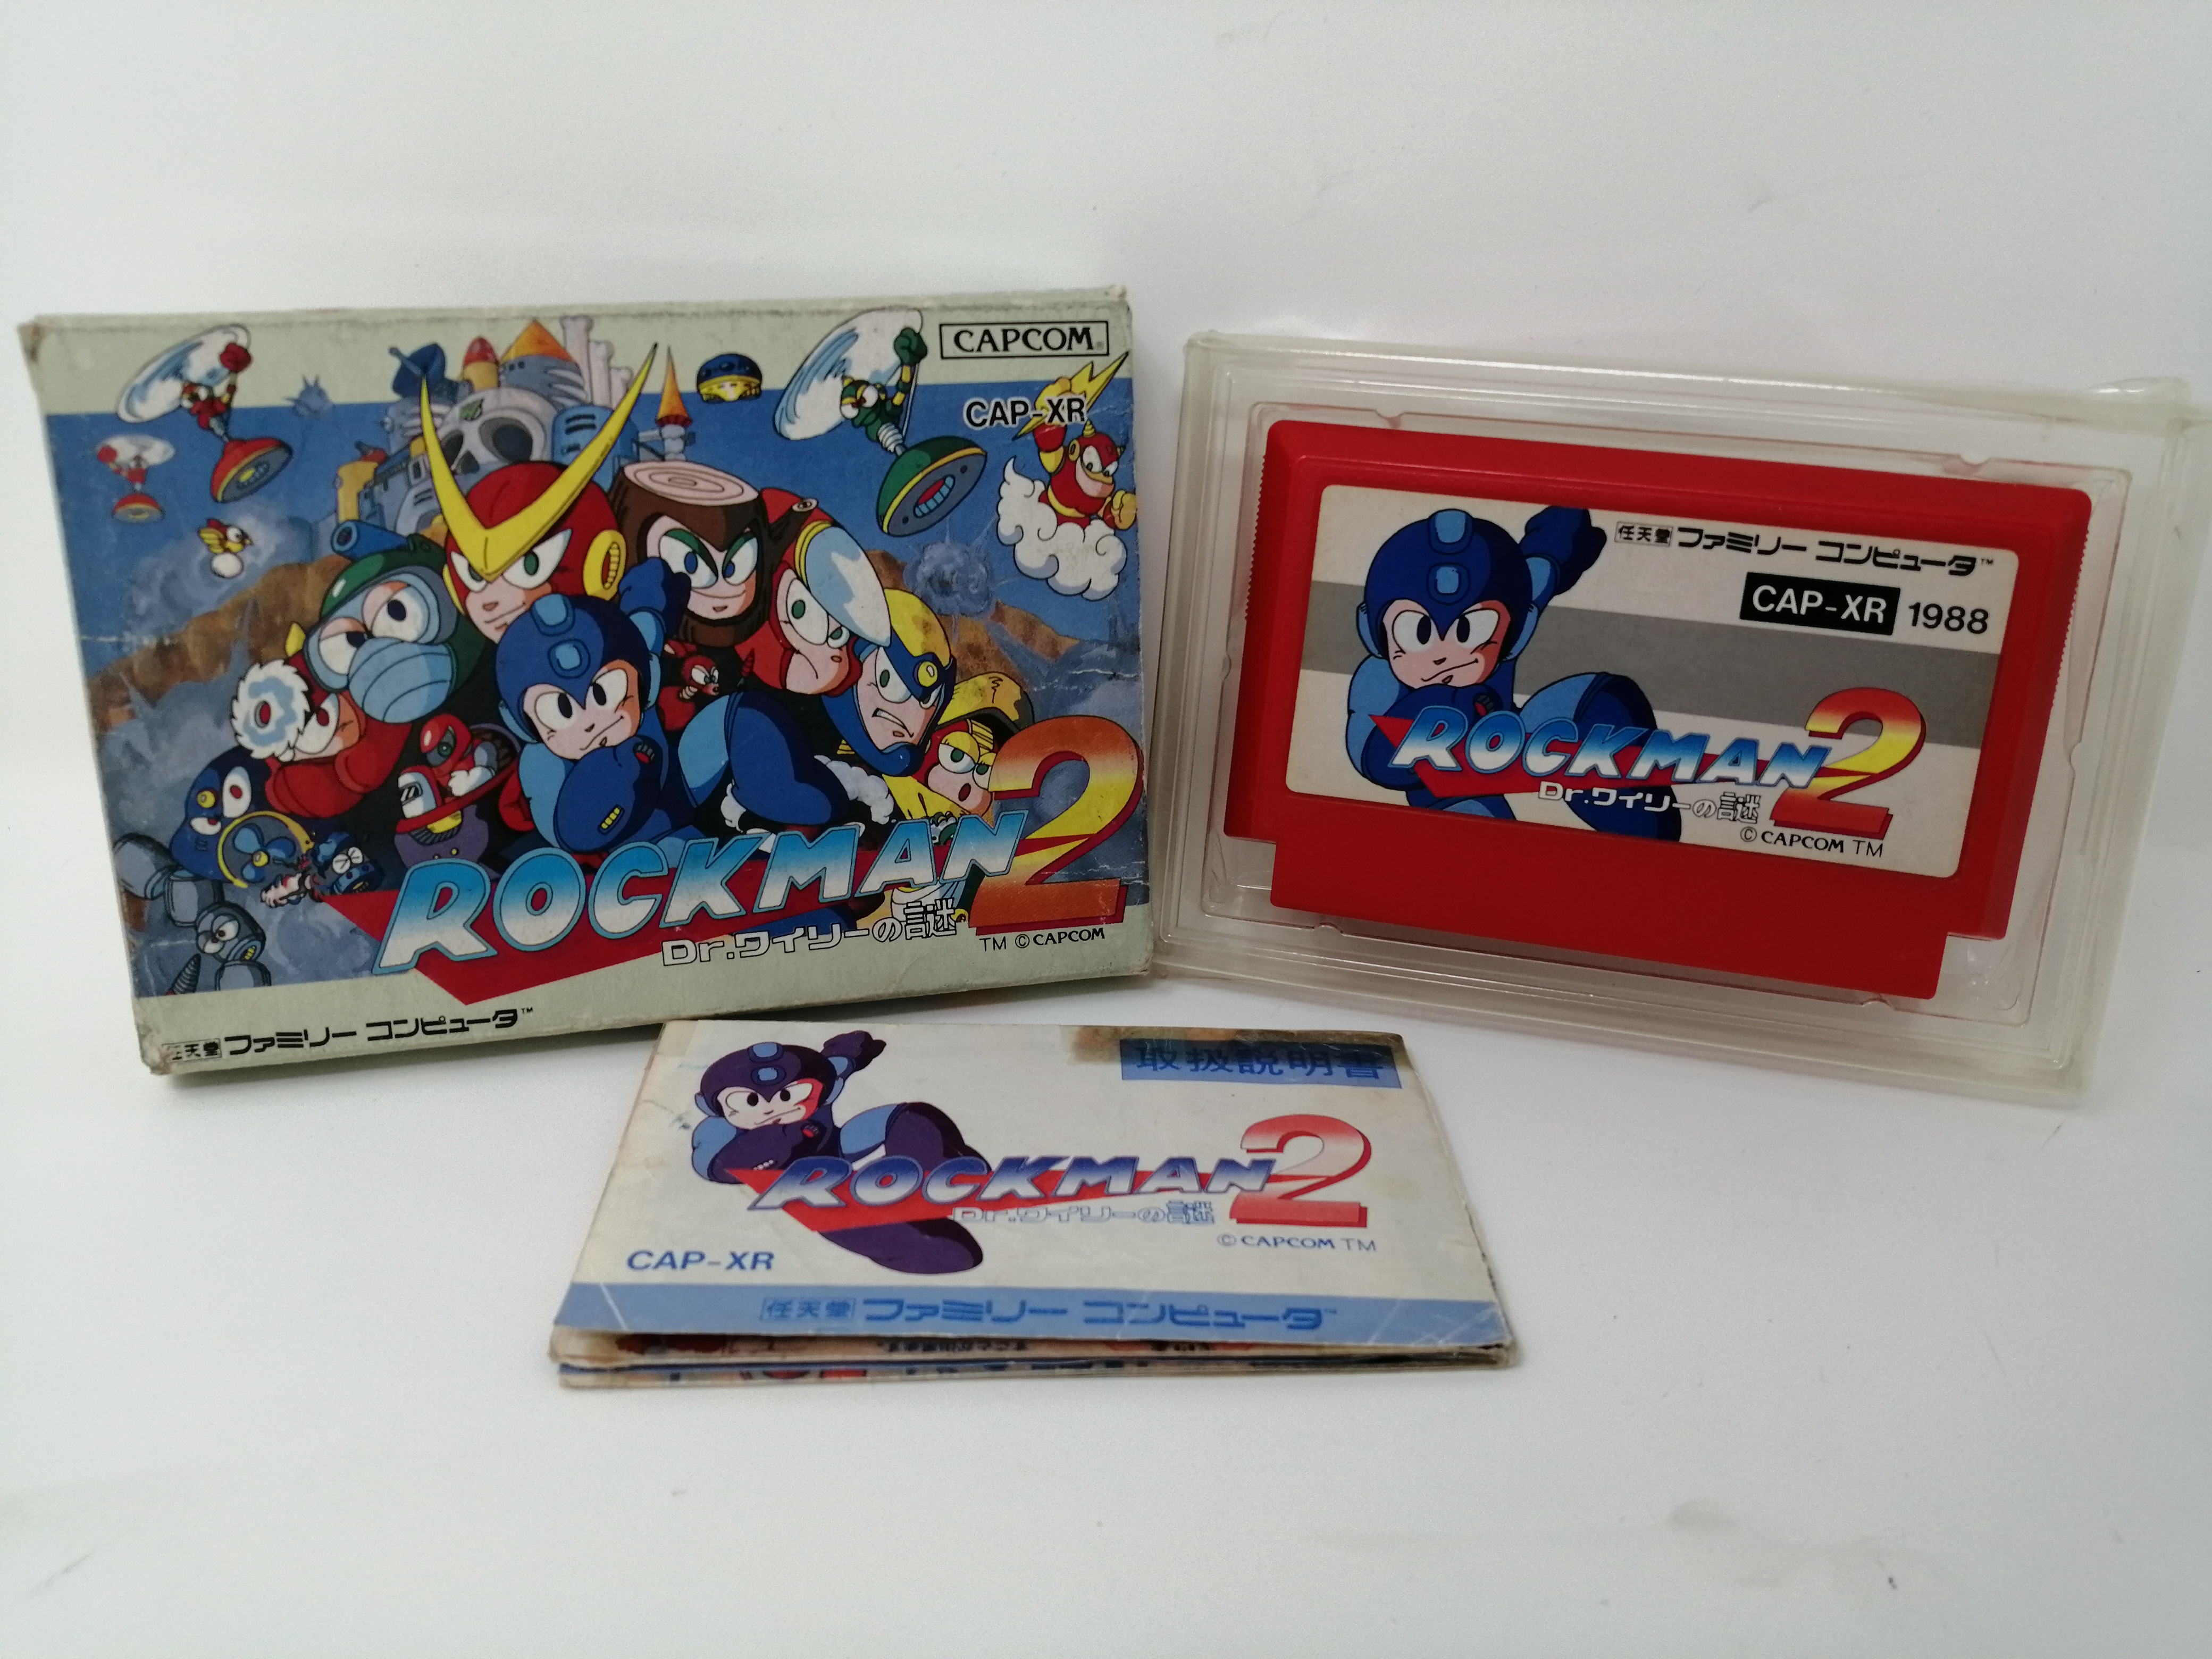 CAPCOM
CAP-XR
ROCKMAN 2
Dr.ワイリーの謎
TM © CAPCOM
任天堂 ファミリー コンピュータ™
任天堂 ファミリー コンピュータ™
CAP-XR 1988
ROCKMAN 2
Dr.ワイリーの謎
© CAPCOM TM
取扱説明書
ROCKMAN 2
Dr.ワイリーの謎
© CAPCOM TM
CAP-XR
任天堂 ファミリー コンピュータ™